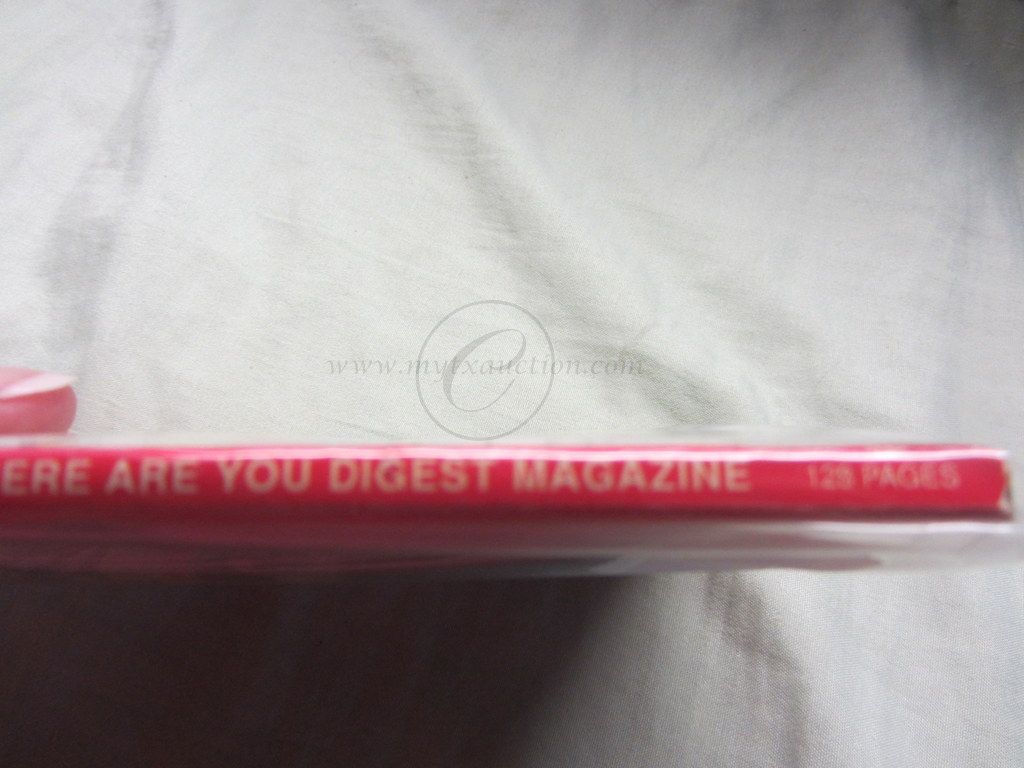 www.mytxauction.com
ERE ARE YOU DIGEST MAGAZINE 128 PAGES